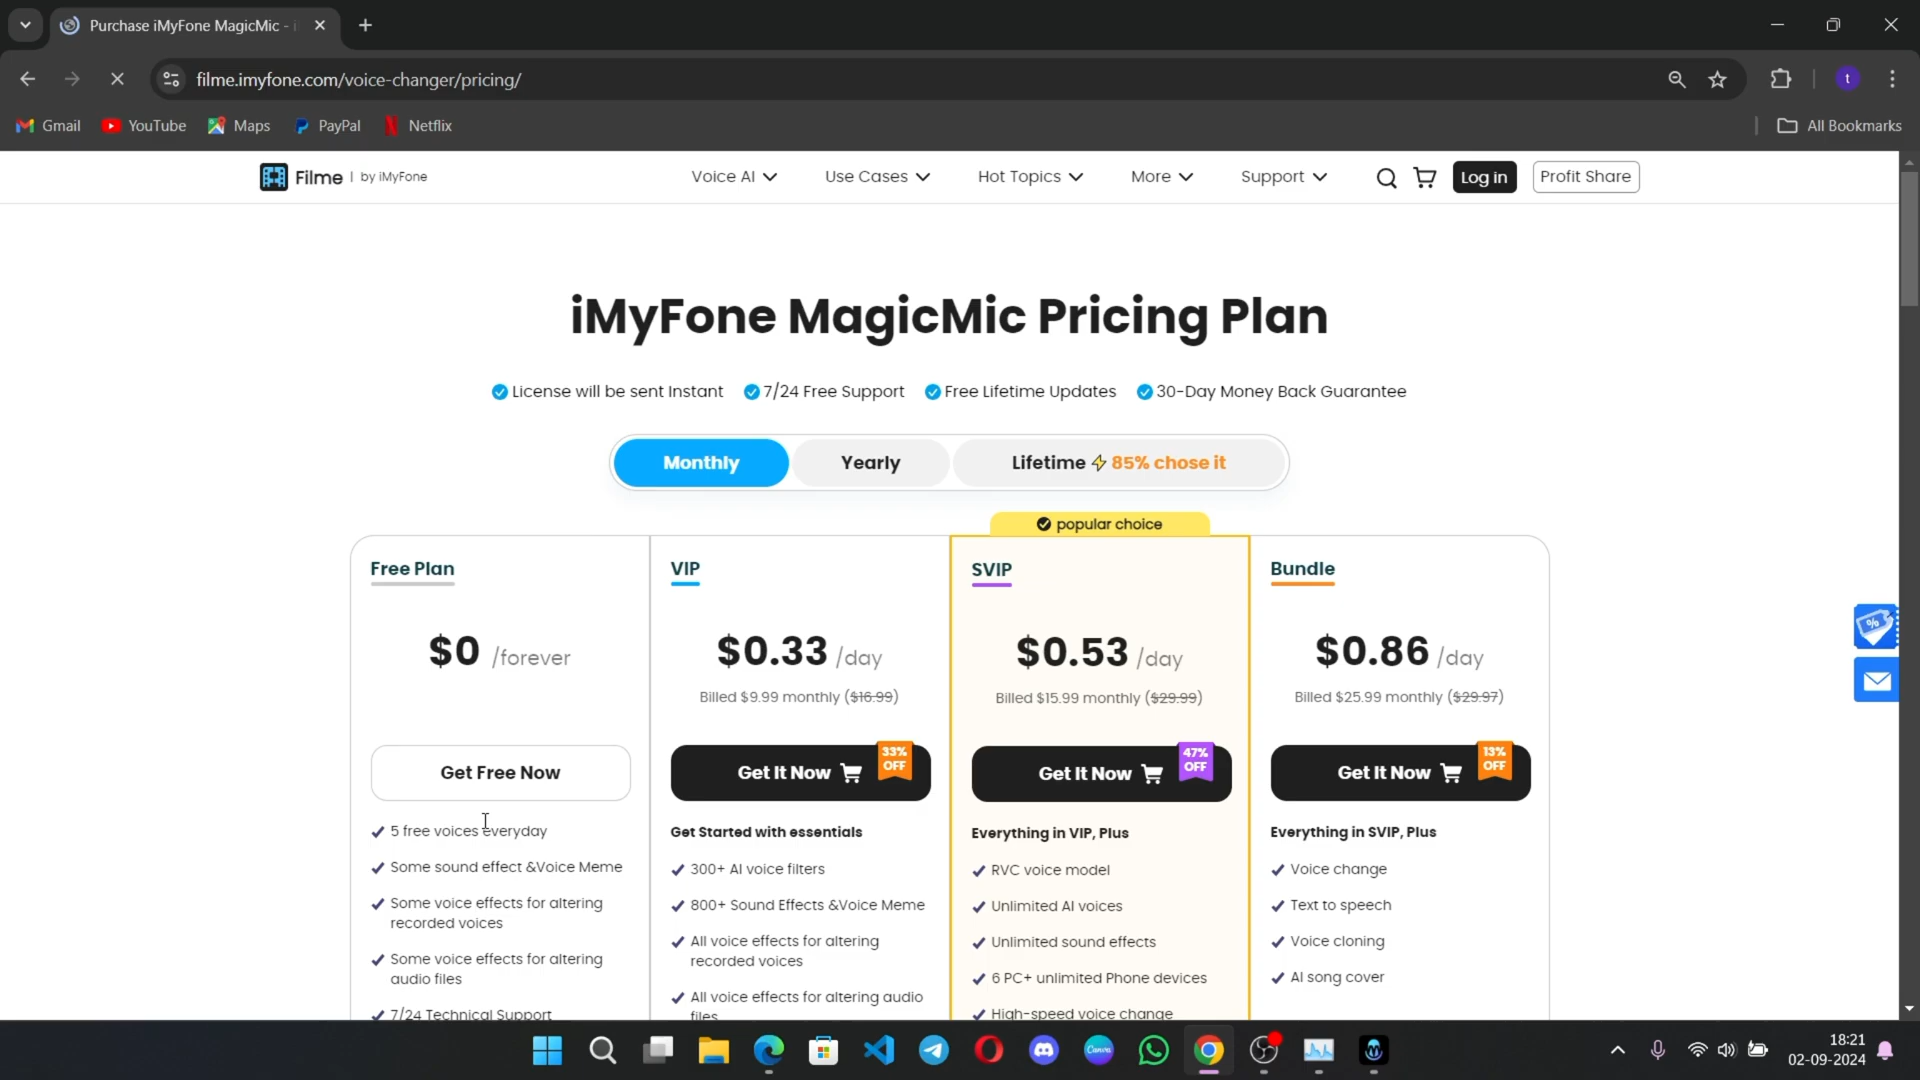 Purchase iMyFone MagicMic - i
filme.imyfone.com/voice-changer/pricing/
t
Gmail YouTube Maps PayPal Netflix All Bookmarks
Filme | by iMyFone Voice AI Use Cases Hot Topics More Support Log in Profit Share
iMyFone MagicMic Pricing Plan
License will be sent Instant 7/24 Free Support Free Lifetime Updates 30-Day Money Back Guarantee
Monthly Yearly Lifetime ⚡ 85% chose it
popular choice
Free Plan
$0 /forever
Get Free Now
5 free voices everyday
Some sound effect &Voice Meme
Some voice effects for altering
recorded voices
Some voice effects for altering
audio files
7/24 Technical Support
VIP
$0.33 /day
Billed $9.99 monthly ($16.99)
33%
OFF
Get It Now
Get Started with essentials
300+ AI voice filters
800+ Sound Effects &Voice Meme
All voice effects for altering
recorded voices
All voice effects for altering audio
files
SVIP
$0.53 /day
Billed $15.99 monthly ($29.99)
47%
OFF
Get It Now
Everything in VIP, Plus
RVC voice model
Unlimited AI voices
Unlimited sound effects
6 PC+ unlimited Phone devices
High-speed voice change
Bundle
$0.86 /day
Billed $25.99 monthly ($29.97)
13%
OFF
Get It Now
Everything in SVIP, Plus
Voice change
Text to speech
Voice cloning
AI song cover
%
Canva
18:21
02-09-2024